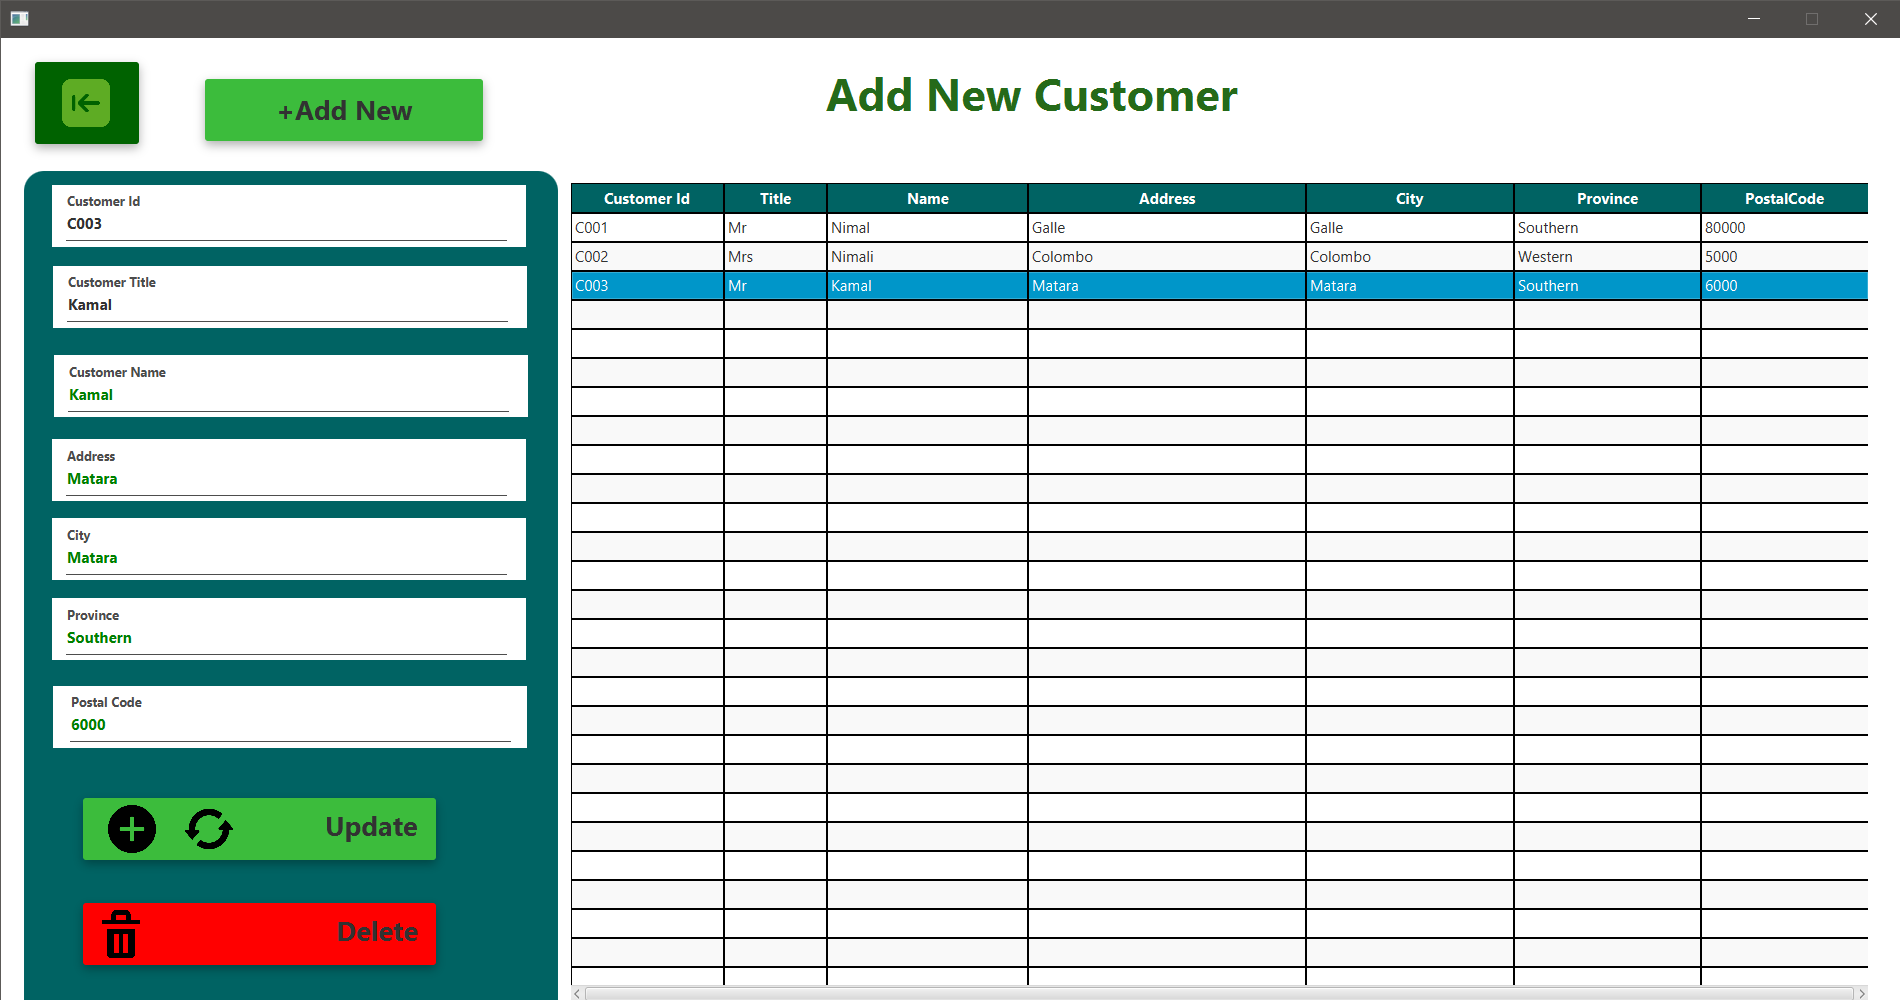 +Add New
Add New Customer
Customer Id
C003
Customer Title
Kamal
Customer Name
Kamal
Address
Matara
City
Matara
Province
Southern
Postal Code
6000
Update
Delete
Customer Id Title Name Address City Province PostalCode
C001 Mr Nimal Galle Galle Southern 80000
C002 Mrs Nimali Colombo Colombo Western 5000
C003 Mr Kamal Matara Matara Southern 6000